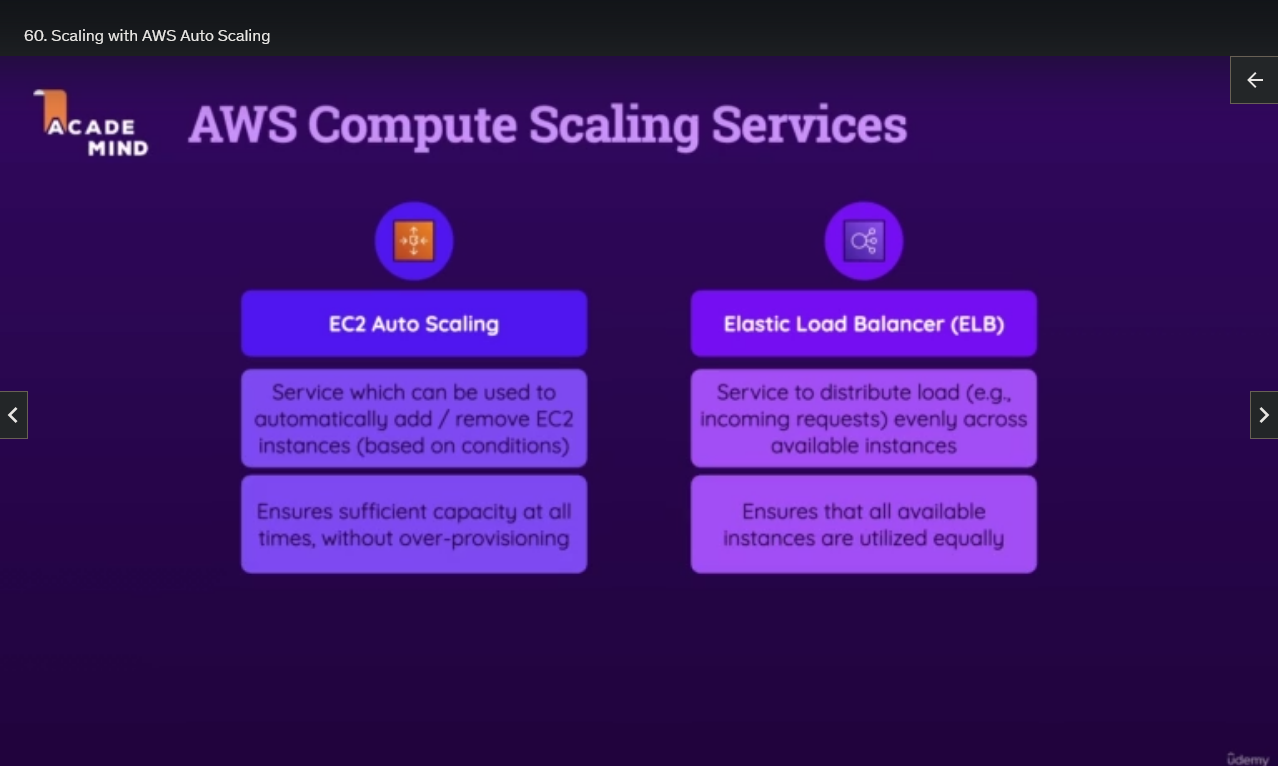 60. Scaling with AWS Auto Scaling
ACADE
MIND
AWS Compute Scaling Services
EC2 Auto Scaling
Service which can be used to
automatically add / remove EC2
instances (based on conditions)
Ensures sufficient capacity at all
times, without over-provisioning
Elastic Load Balancer (ELB)
Service to distribute load (e.g.,
incoming requests) evenly across
available instances
Ensures that all available
instances are utilized equally
udemy